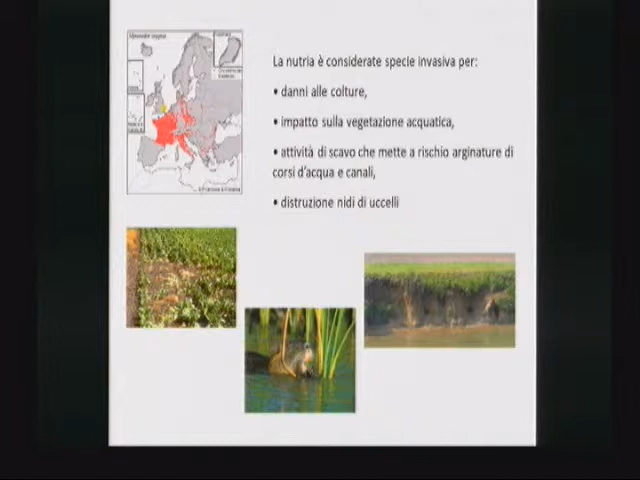 La nutria è considerate specie invasiva per:
• danni alle colture,
• impatto sulla vegetazione acquatica,
• attività di scavo che mette a rischio arginature di
corsi d'acqua e canali,
• distruzione nidi di uccelli